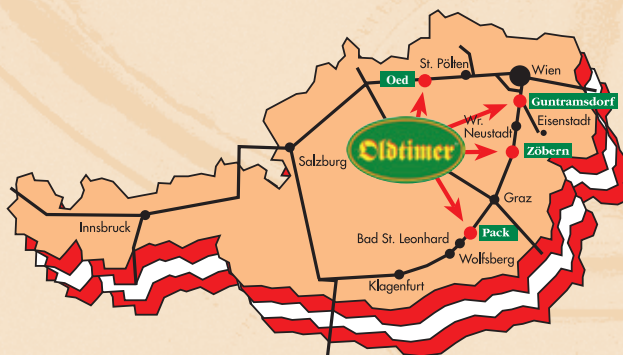 St. Pölten
Oed
Wien
Guntramsdorf
Wr.
Neustadt
Eisenstadt
Oldtimer
Zöbern
Salzburg
Graz
Innsbruck
Pack
Bad St. Leonhard
Wolfsberg
Klagenfurt